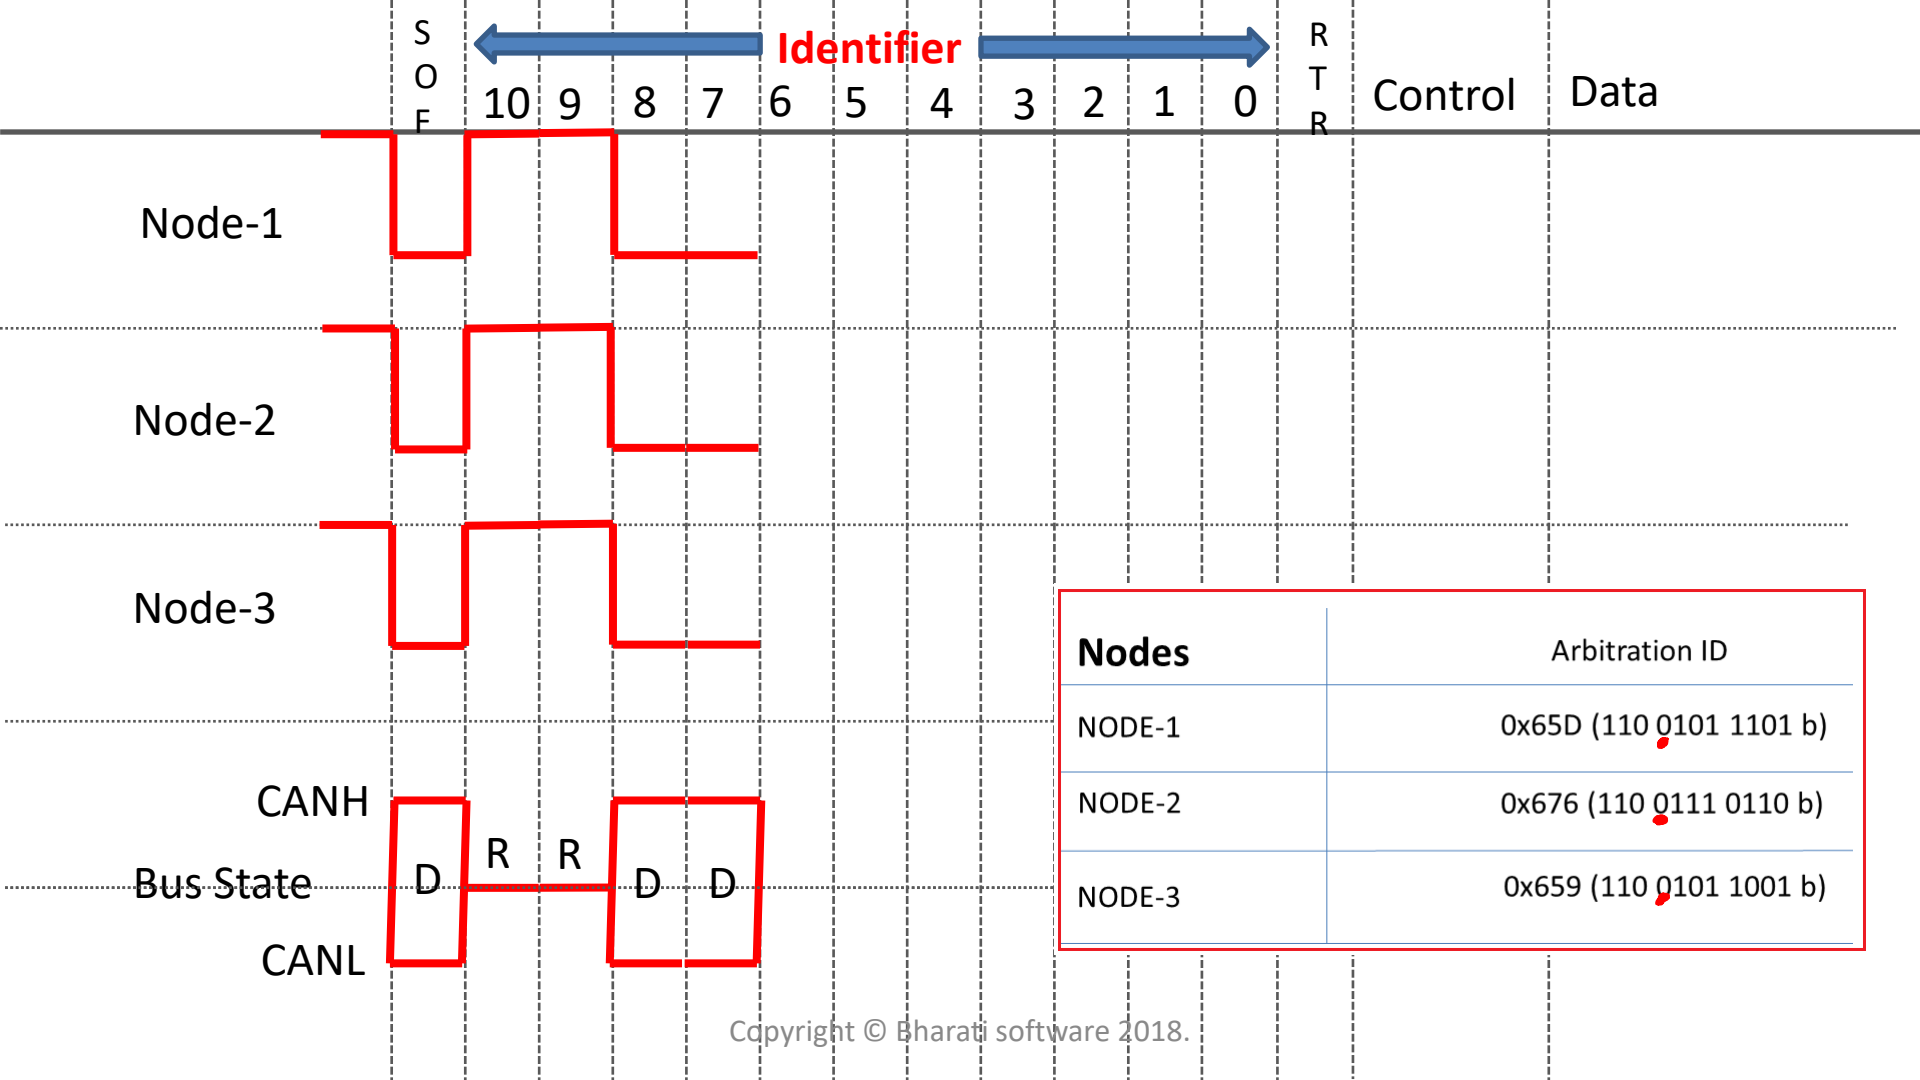 S
O
F
Identifier
R
T
R
10 9 8 7 6 5 4 3 2 1 0
Control Data
Node-1
Node-2
Node-3
Nodes Arbitration ID
NODE-1 0x65D (110 0101 1101 b)
NODE-2 0x676 (110 0111 0110 b)
NODE-3 0x659 (110 0101 1001 b)
CANH
R R
Bus State D D D
CANL
Copyright © Bharati software 2018.